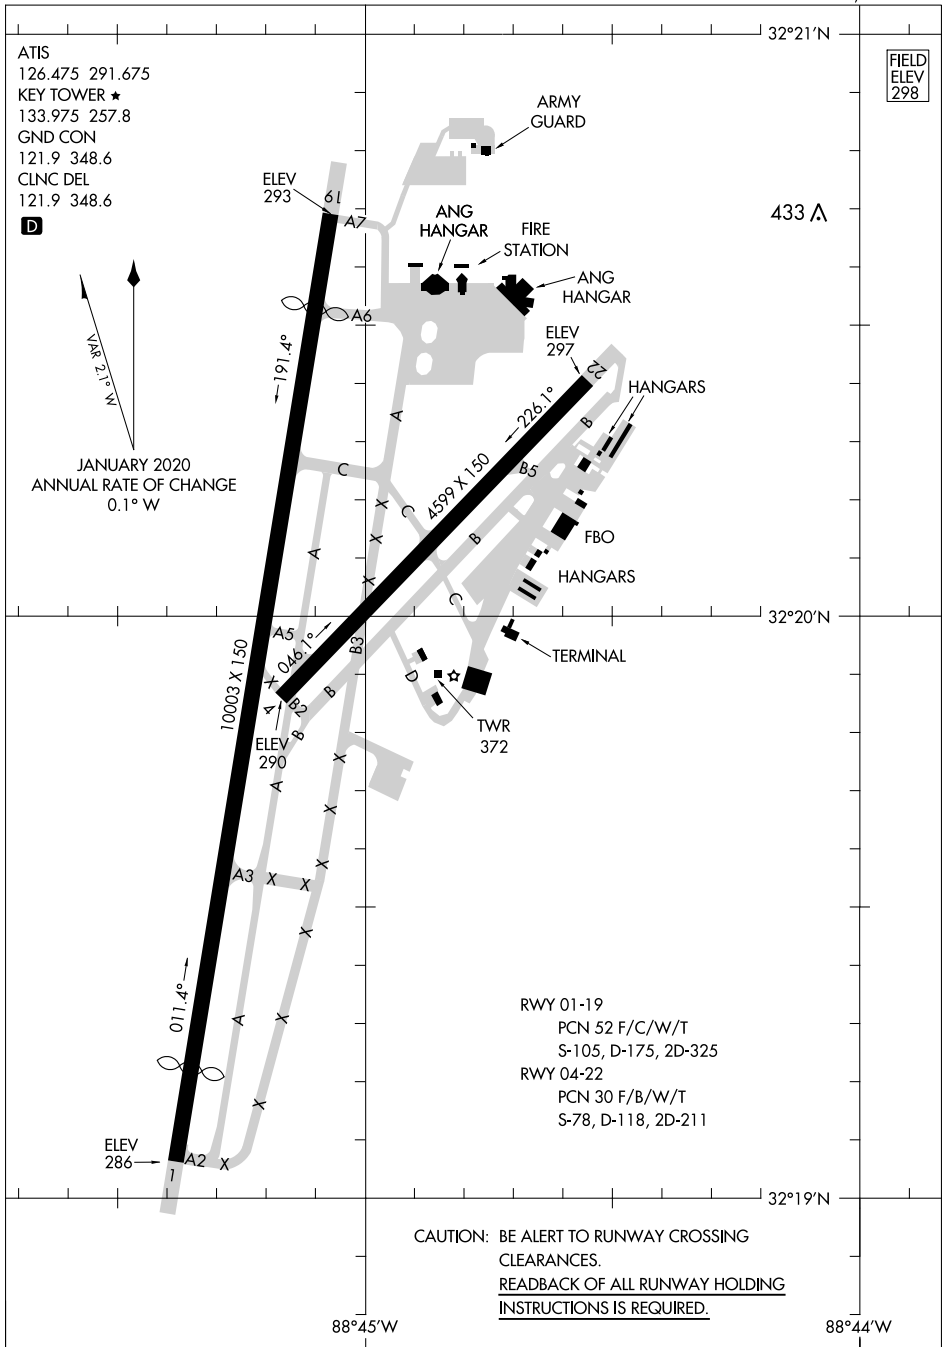 32°21'N
ATIS
126.475 291.675
KEY TOWER ★
133.975 257.8
GND CON
121.9 348.6
CLNC DEL
121.9 348.6
D
FIELD
ELEV
298
ARMY
GUARD
ELEV
293
19
A7
433
ANG
HANGAR
FIRE
STATION
ANG
HANGAR
A6
VAR 2.1° W
191.4°
ELEV
297
22
HANGARS
226.1°
A
B
JANUARY 2020
ANNUAL RATE OF CHANGE
0.1° W
C
B5
4599 X 150
X
C
A
X
B
FBO
X
HANGARS
C
32°20'N
A5
046.1°
B3
TERMINAL
10003 X 150
X
D
B
4
B2
TWR
372
B
ELEV
290
X
A
X
X
A3
X
X
X
011.4°
A
X
RWY 01-19
PCN 52 F/C/W/T
S-105, D-175, 2D-325
RWY 04-22
PCN 30 F/B/W/T
S-78, D-118, 2D-211
X
ELEV
286
A2
X
1
32°19'N
CAUTION: BE ALERT TO RUNWAY CROSSING
CLEARANCES.
READBACK OF ALL RUNWAY HOLDING
INSTRUCTIONS IS REQUIRED.
88°45'W
88°44'W